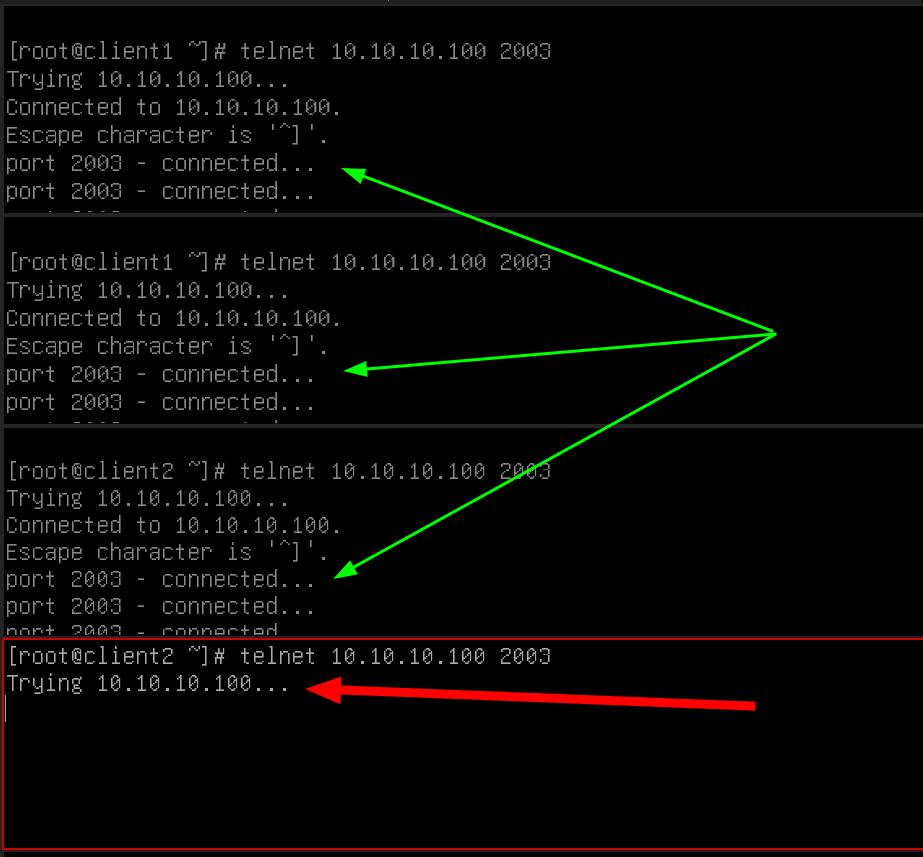 [root@client1 ~]# telnet 10.10.10.100 2003
Trying 10.10.10.100...
Connected to 10.10.10.100.
Escape character is '^]'.
port 2003 - connected...
port 2003 - connected...
[root@client1 ~]# telnet 10.10.10.100 2003
Trying 10.10.10.100...
Connected to 10.10.10.100.
Escape character is '^]'.
port 2003 - connected...
port 2003 - connected...
[root@client2 ~]# telnet 10.10.10.100 2003
Trying 10.10.10.100...
Connected to 10.10.10.100.
Escape character is '^]'.
port 2003 - connected...
port 2003 - connected...
port 2003 - connected
[root@client2 ~]# telnet 10.10.10.100 2003
Trying 10.10.10.100...